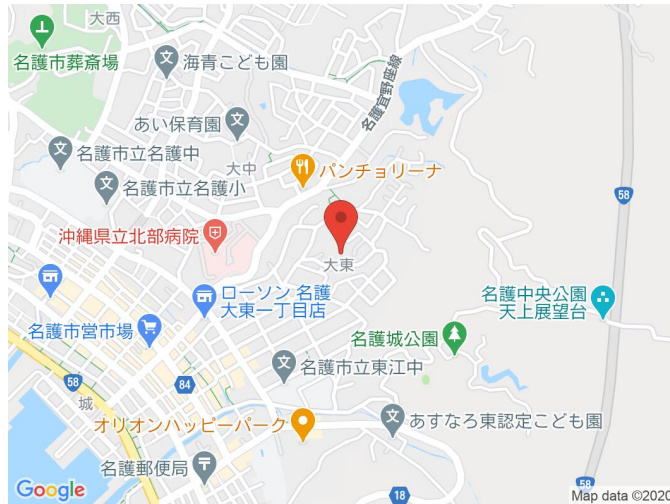 大西
名護市葬斎場
海青こども園
名護宜野座線
あい保育園
名護市立名護中
大中
パンチョリーナ
名護市立名護小
58
沖縄県立北部病院
大東
名護中央公園
天上展望台
ローソン 名護
大東一丁目店
名護市営市場
名護城公園
名護市立東江中
58
84
城
オリオンハッピーパーク
あすなろ東認定こども園
名護郵便局
18
58
Google
Map data ©2020